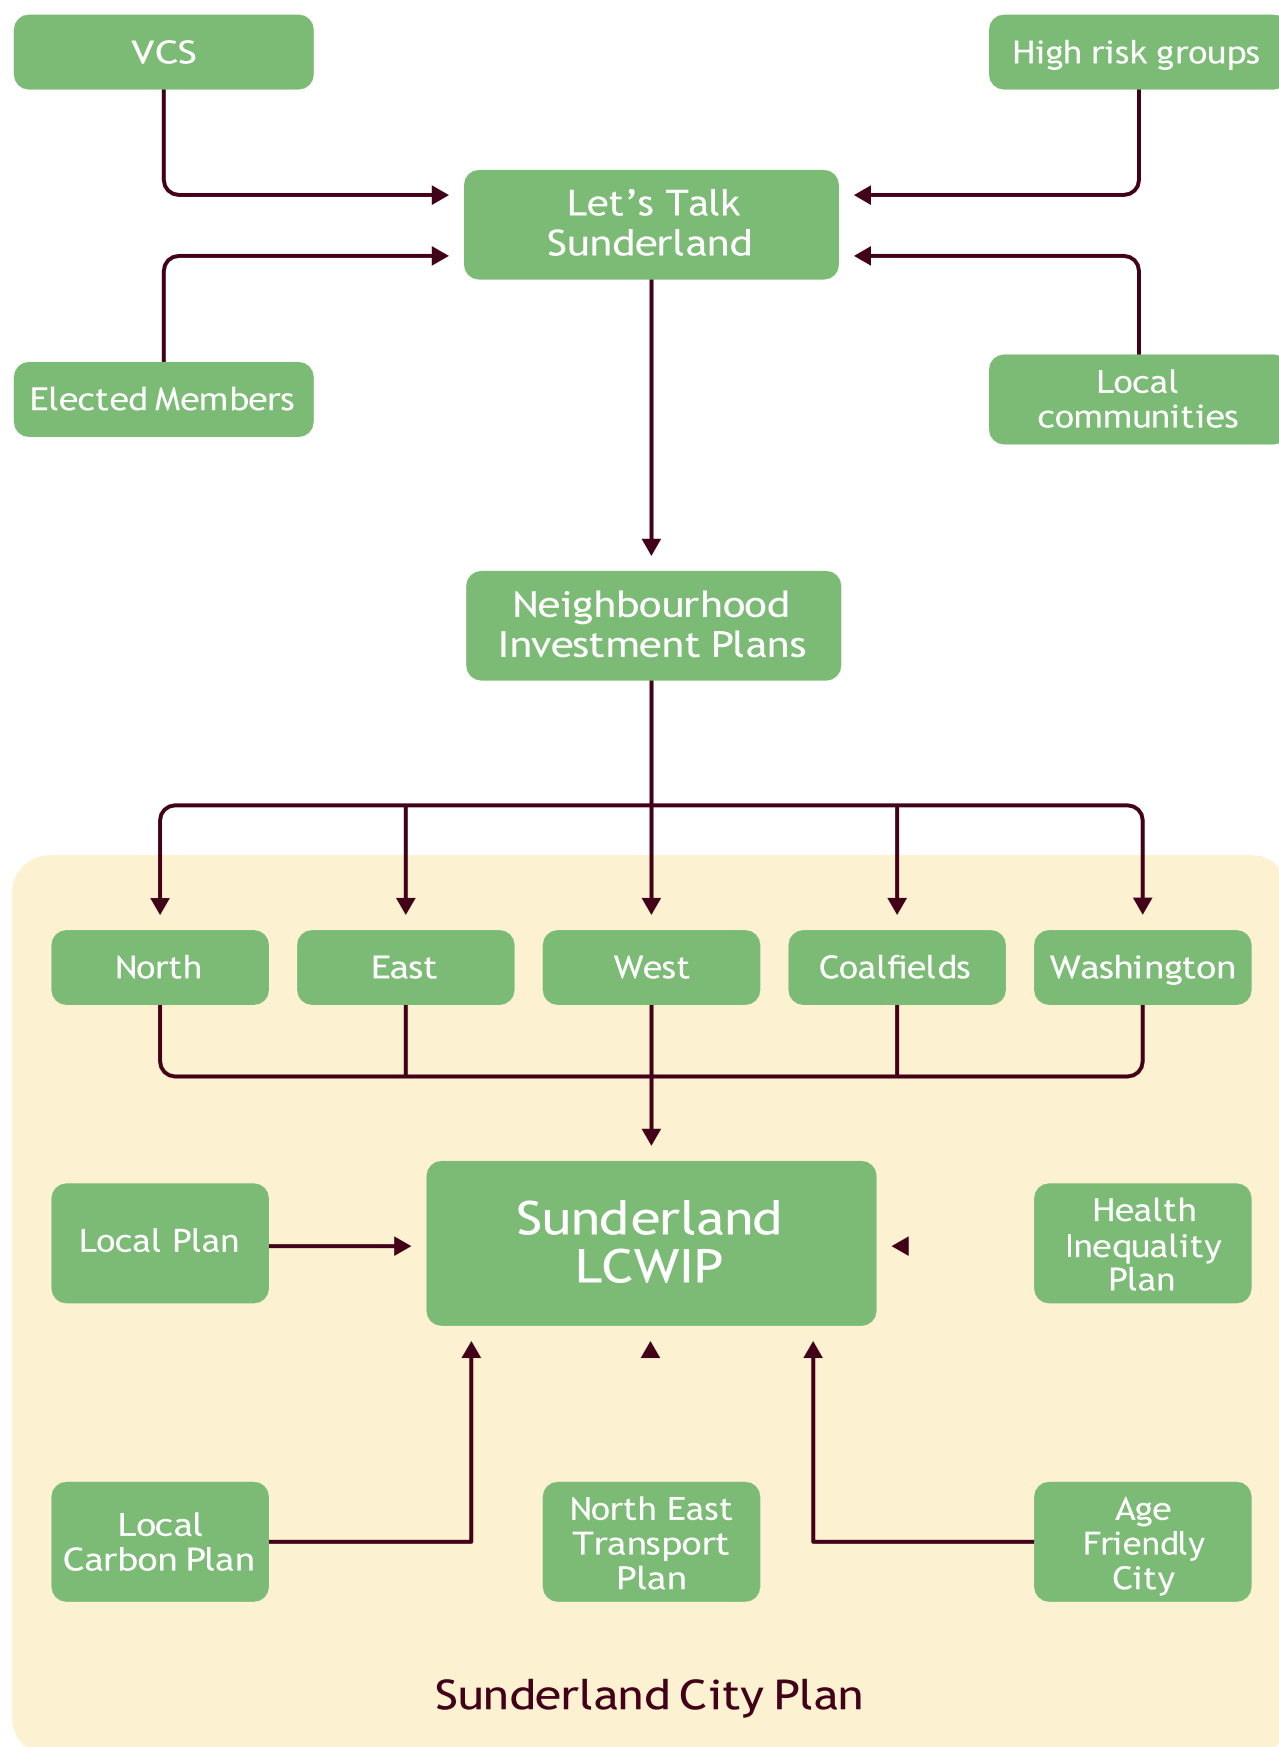 VCS
High risk groups
Let’s Talk
Sunderland
Elected Members
Local
communities
Neighbourhood
Investment Plans
North
East
West
Coalfields
Washington
Local Plan
Sunderland
LCWIP
Health
Inequality
Plan
Local
Carbon Plan
North East
Transport
Plan
Age
Friendly
City
Sunderland City Plan